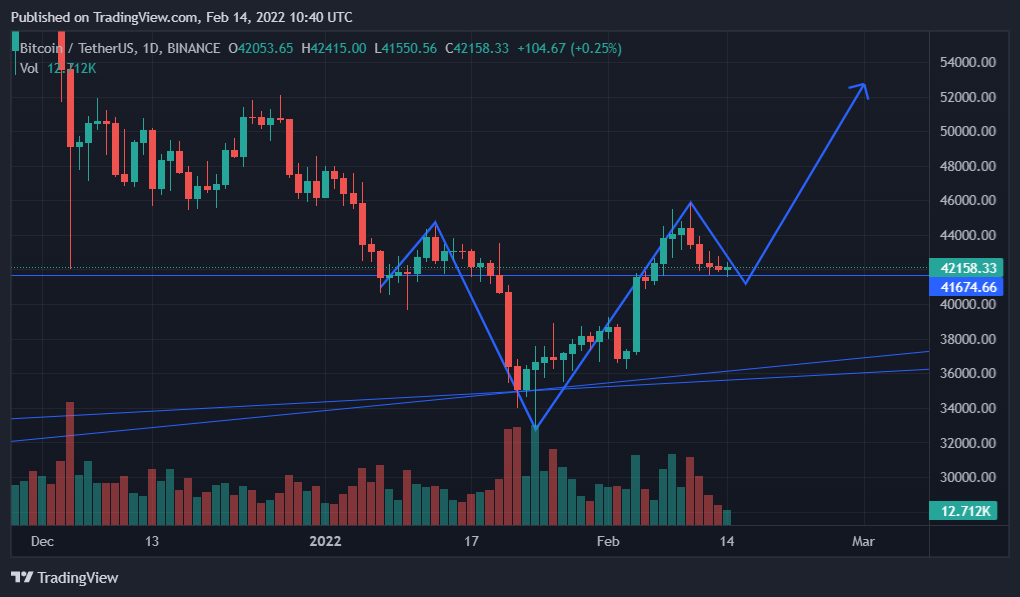 Published on TradingView.com, Feb 14, 2022 10:40 UTC
Bitcoin / TetherUS, 1D, BINANCE O42053.65 H42415.00 L41550.56 C42158.33 +104.67 (+0.25%)
Vol 12.712K
54000.00
52000.00
50000.00
48000.00
46000.00
44000.00
42158.33
41674.66
40000.00
38000.00
36000.00
34000.00
32000.00
30000.00
12.712K
Dec 13 2022 17 Feb 14 Mar
TradingView